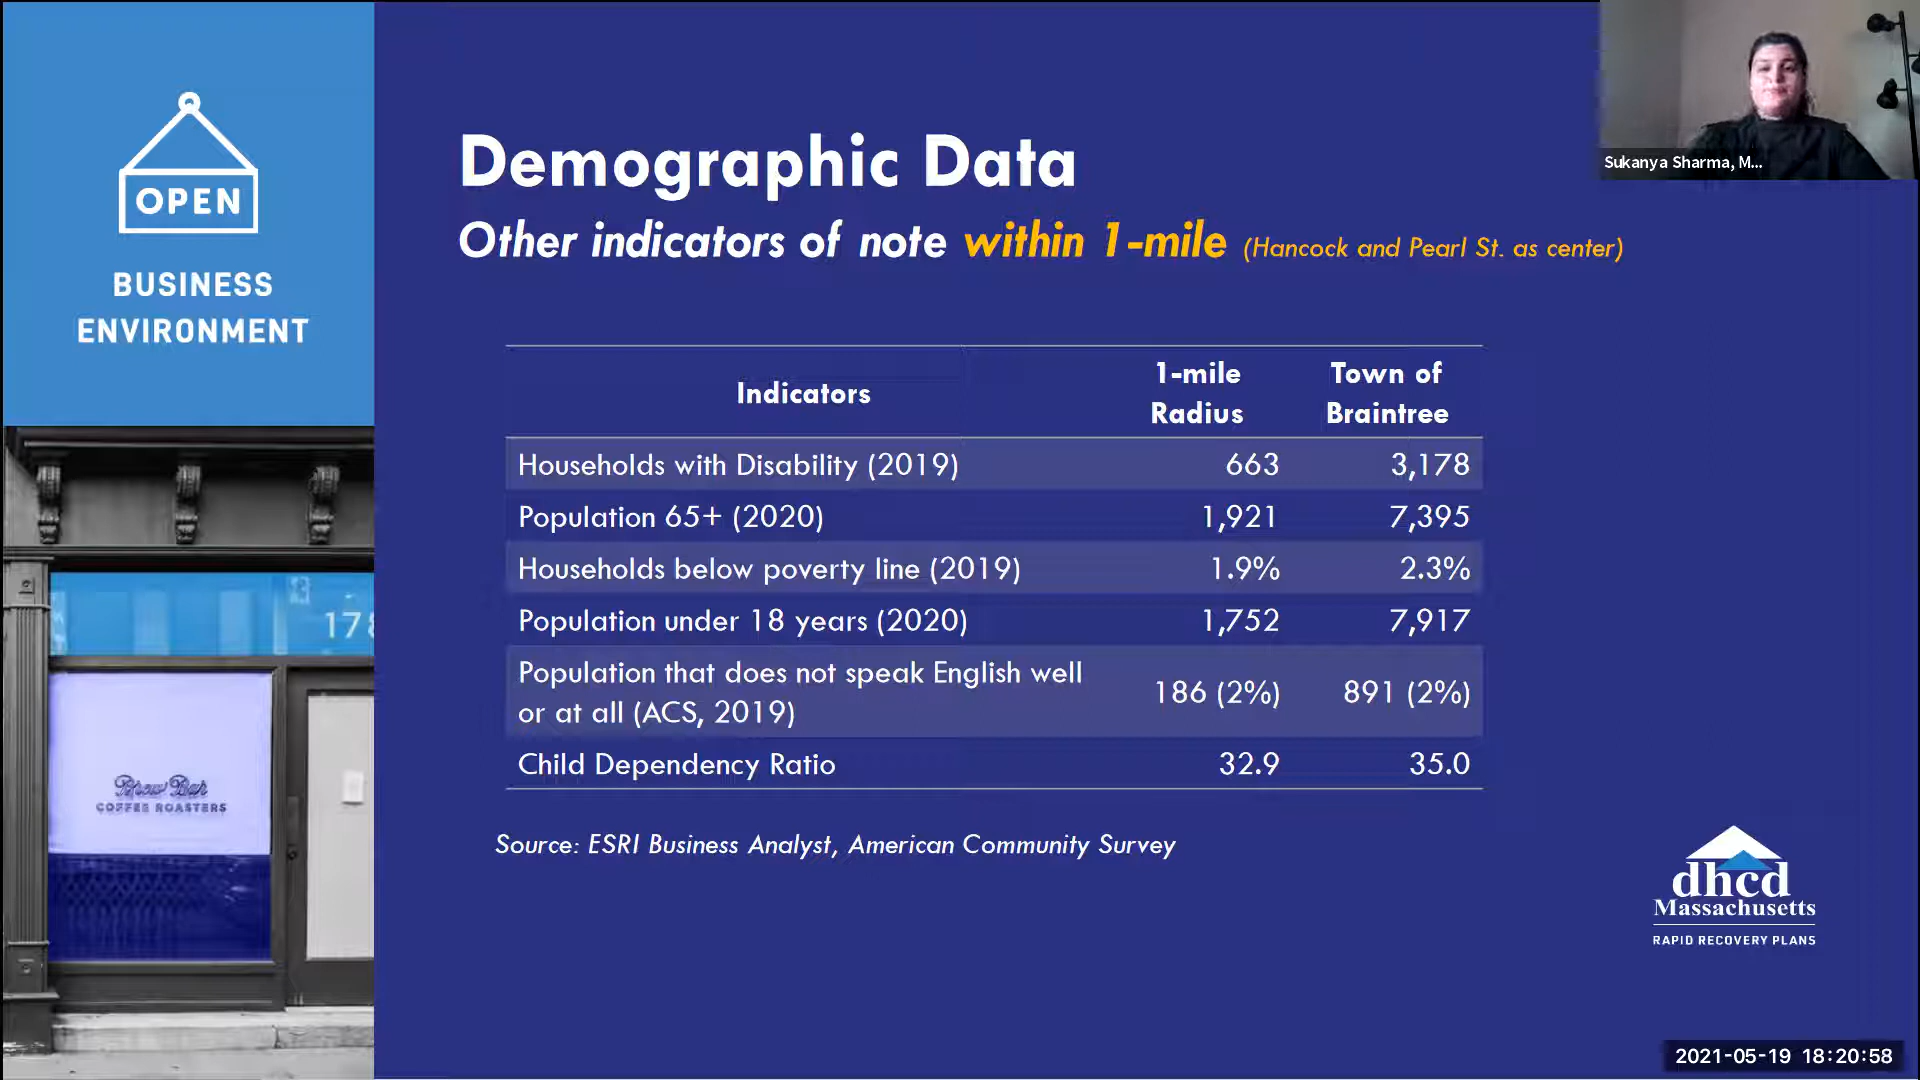 OPEN
BUSINESS
ENVIRONMENT
Demographic Data
Other indicators of note within 1-mile (Hancock and Pearl St. as center)
Sukanya Sharma, M...
Indicators 1-mile Radius Town of Braintree
Households with Disability (2019) 663 3,178
Population 65+ (2020) 1,921 7,395
Households below poverty line (2019) 1.9% 2.3%
Population under 18 years (2020) 1,752 7,917
Population that does not speak English well
or at all (ACS, 2019) 186 (2%) 891 (2%)
Child Dependency Ratio 32.9 35.0
Source: ESRI Business Analyst, American Community Survey
178
Brew Bar
COFFEE ROASTERS
dhcd
Massachusetts
RAPID RECOVERY PLANS
2021-05-19 18:20:58